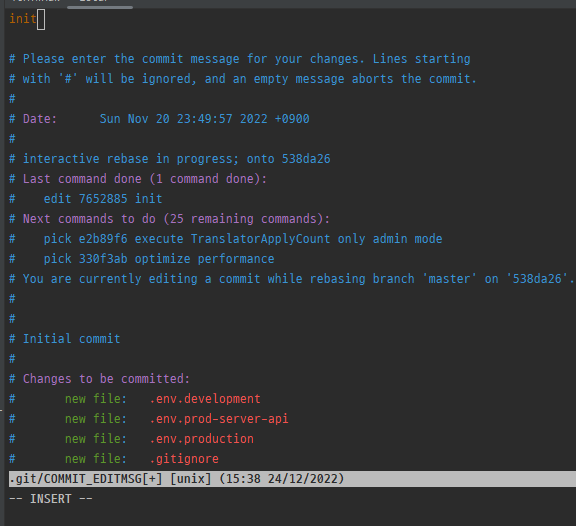 init

# Please enter the commit message for your changes. Lines starting
# with '#' will be ignored, and an empty message aborts the commit.
#
# Date:      Sun Nov 20 23:49:57 2022 +0900
#
# interactive rebase in progress; onto 538da26
# Last command done (1 command done):
#    edit 7652885 init
# Next commands to do (25 remaining commands):
#    pick e2b89f6 execute TranslatorApplyCount only admin mode
#    pick 330f3ab optimize performance
# You are currently editing a commit while rebasing branch 'master' on '538da26'.
#
#
# Initial commit
#
# Changes to be committed:
#       new file:   .env.development
#       new file:   .env.prod-server-api
#       new file:   .env.production
#       new file:   .gitignore
.git/COMMIT_EDITMSG[+] [unix] (15:38 24/12/2022)
-- INSERT --